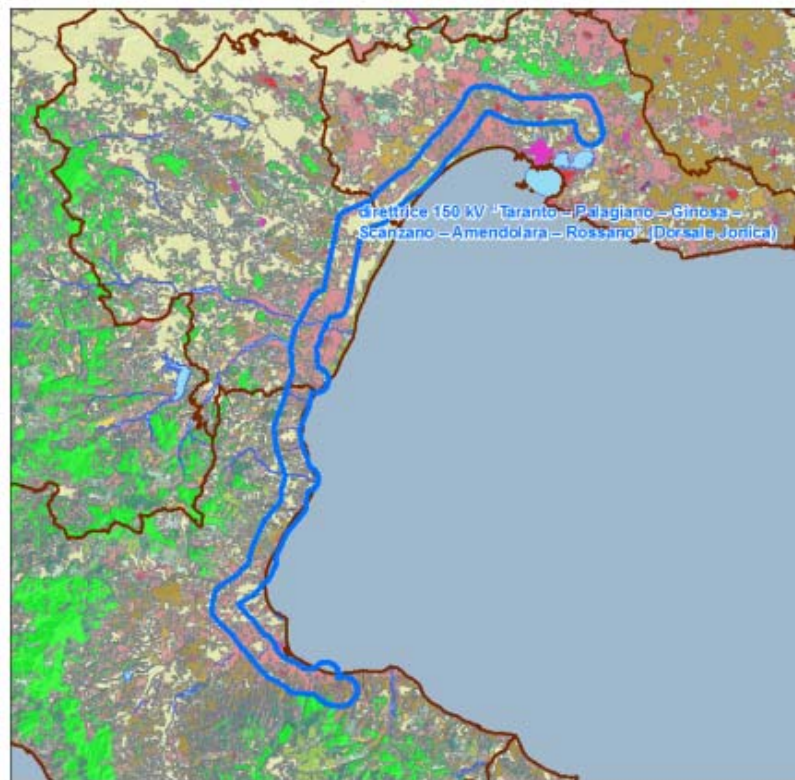 direttrice 150 kV "Taranto – Palagiano – Ginosa –
Scanzano – Amendolara – Rossano" (Dorsale Jonica)